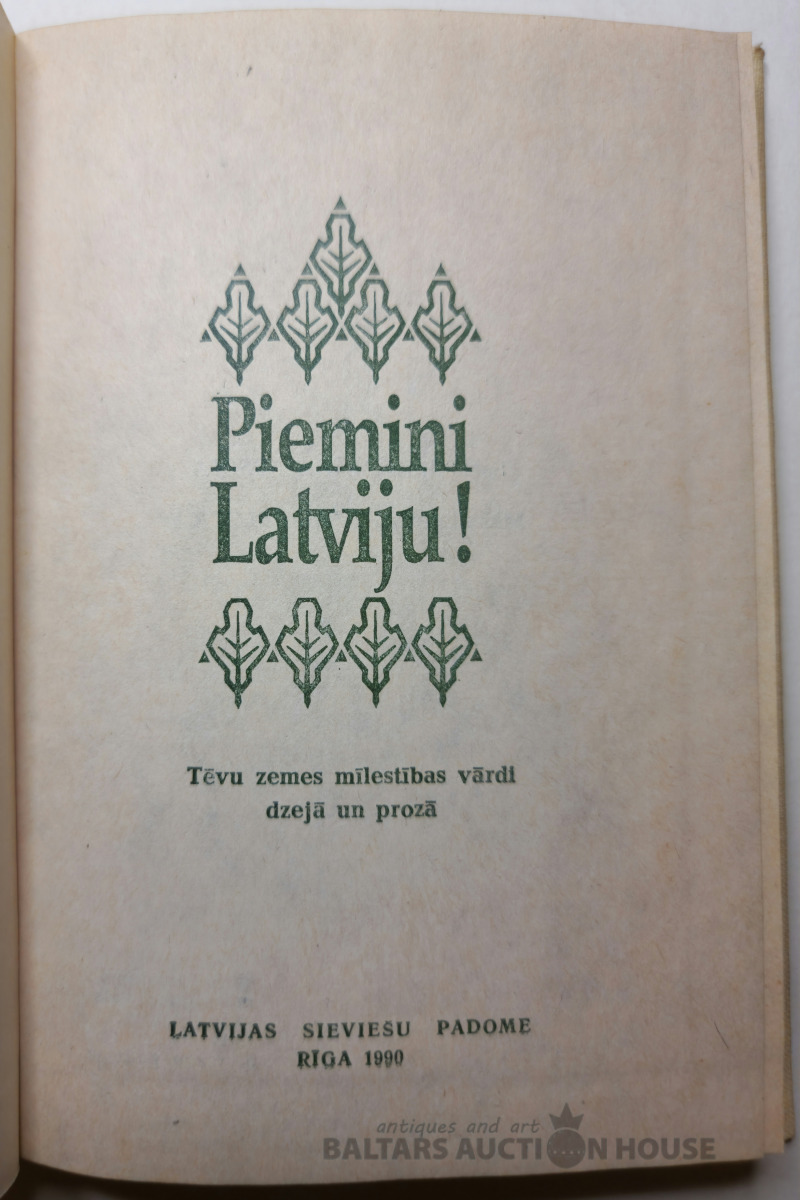 Piemini
Latviju!
Tēvu zemes mīlestības vārdi
dzejā un prozā
LATVIJAS SIEVIEŠU PADOME
RĪGA 1990
antiques and art
BALTARS AUCTION HOUSE